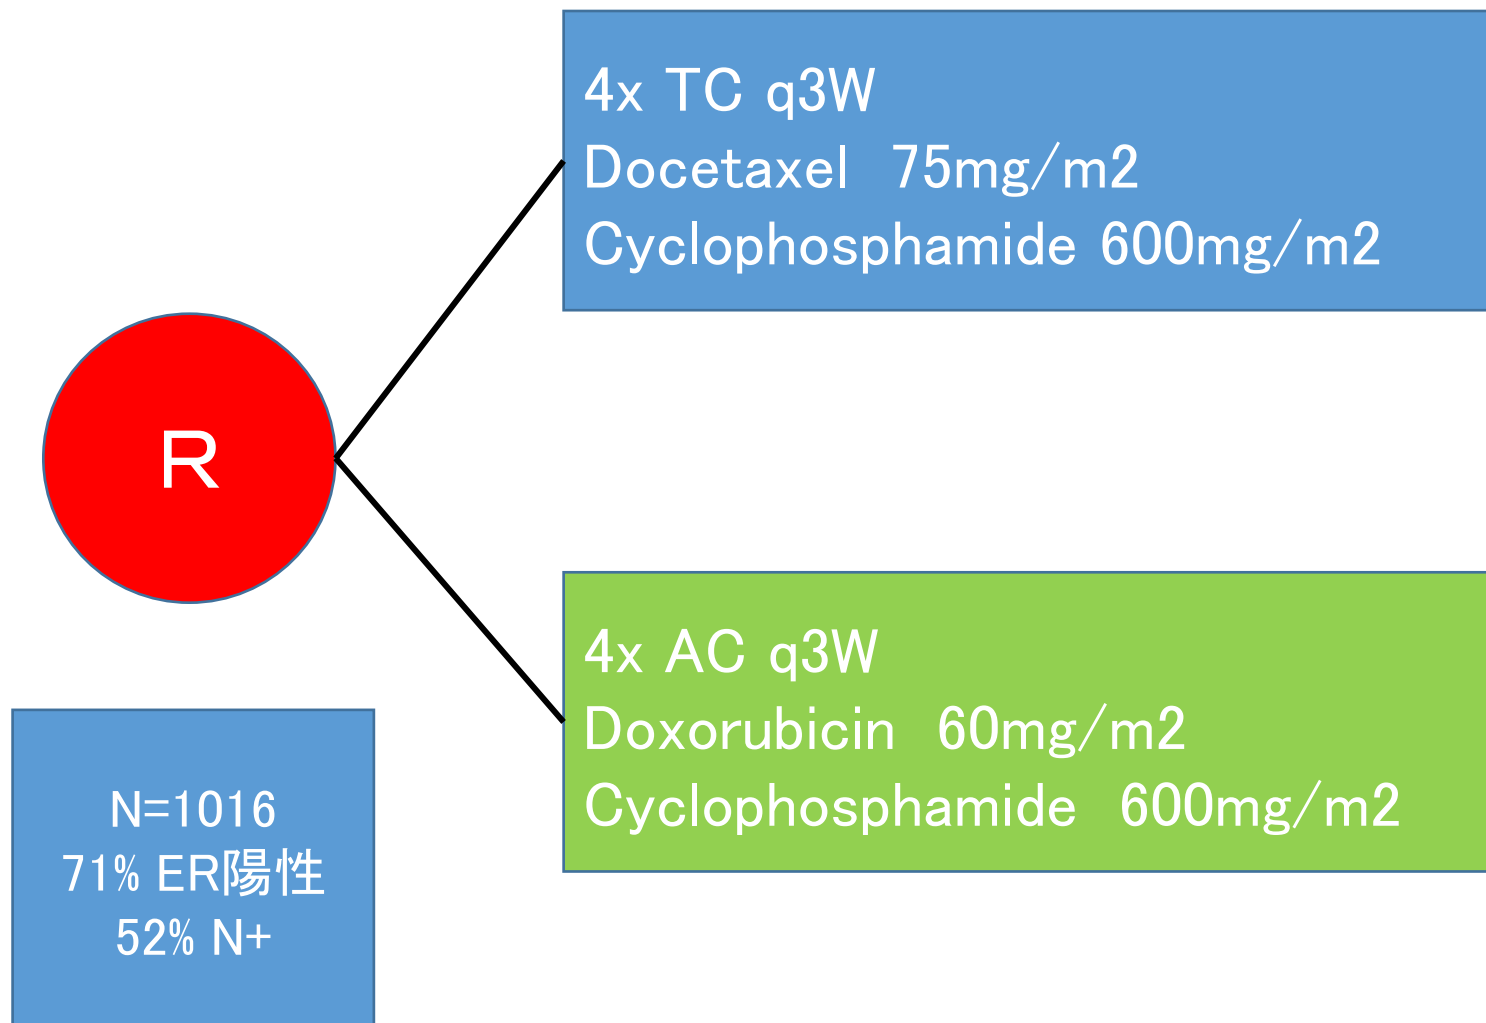 4x TC q3W
Docetaxel 75mg/m2
Cyclophosphamide 600mg/m2
R
4x AC q3W
Doxorubicin 60mg/m2
Cyclophosphamide 600mg/m2
N=1016
71% ER陽性
52% N+